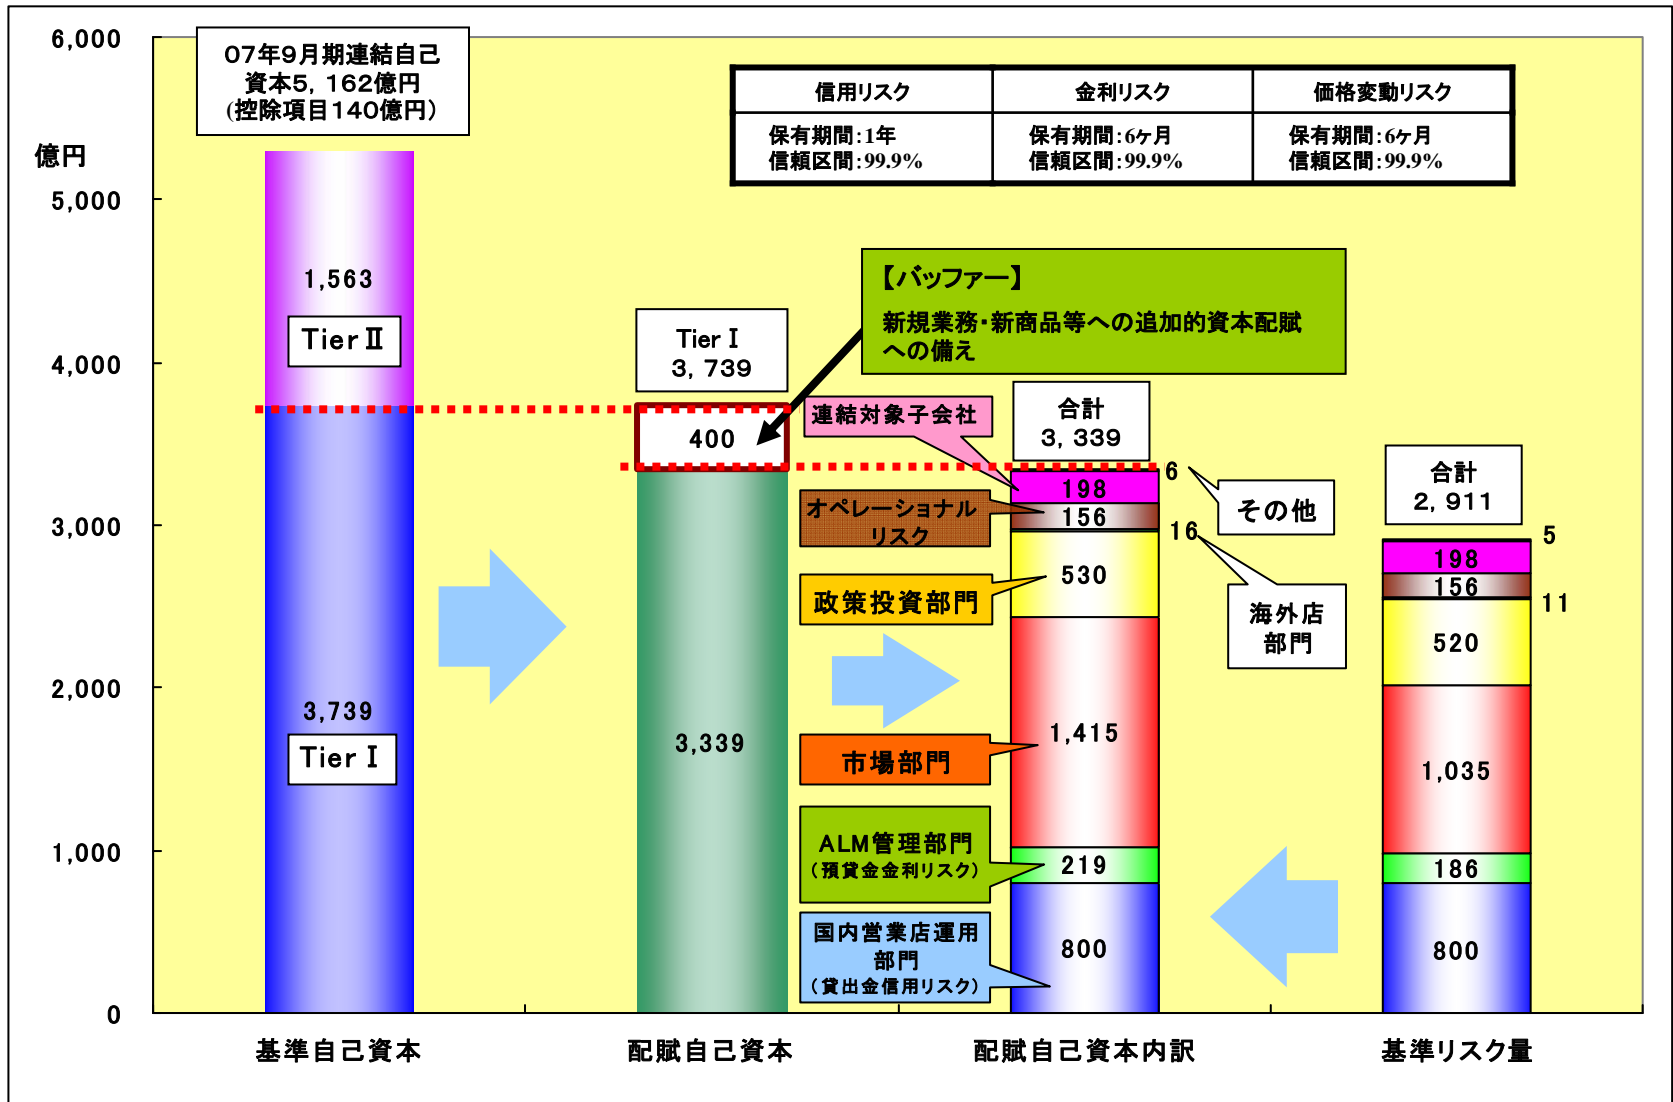 07年9月期連結自己
資本5,162億円
(控除項目140億円)
億円
6,000
5,000
4,000
3,000
2,000
1,000
0
信用リスク
金利リスク
価格変動リスク
保有期間:1年
信頼区間:99.9%
保有期間:6ヶ月
信頼区間:99.9%
保有期間:6ヶ月
信頼区間:99.9%
1,563
TierⅡ
3,739
TierⅠ
TierⅠ
3,739
400
3,339
【バッファー】
新規業務・新商品等への追加的資本配賦
への備え
合計
3,339
連結対象子会社
オペレーショナル
リスク
政策投資部門
市場部門
ALM管理部門
(預貸金金利リスク)
国内営業店運用
部門
(貸出金信用リスク)
6
198
156
16
530
1,415
219
800
その他
海外店
部門
合計
2,911
5
198
156
11
520
1,035
186
800
基準自己資本
配賦自己資本
配賦自己資本内訳
基準リスク量